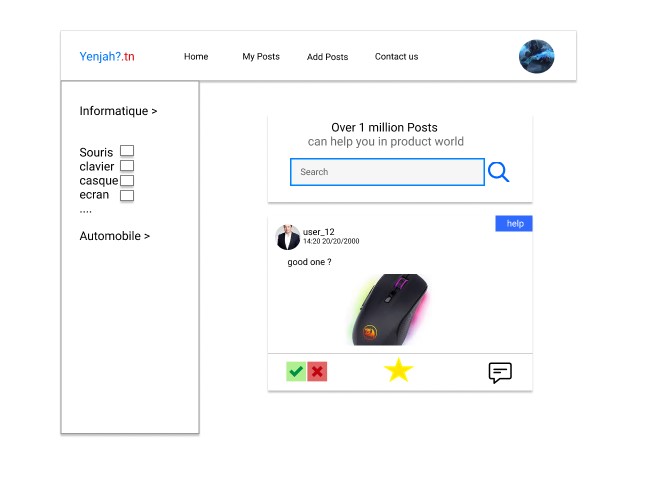 Yenjah?.tn Home My Posts Add Posts Contact us
Informatique >
Souris
clavier
casque
ecran
....
Automobile >
Over 1 million Posts
can help you in product world
Search
help
user_12
14:20 20/20/2000
good one ?